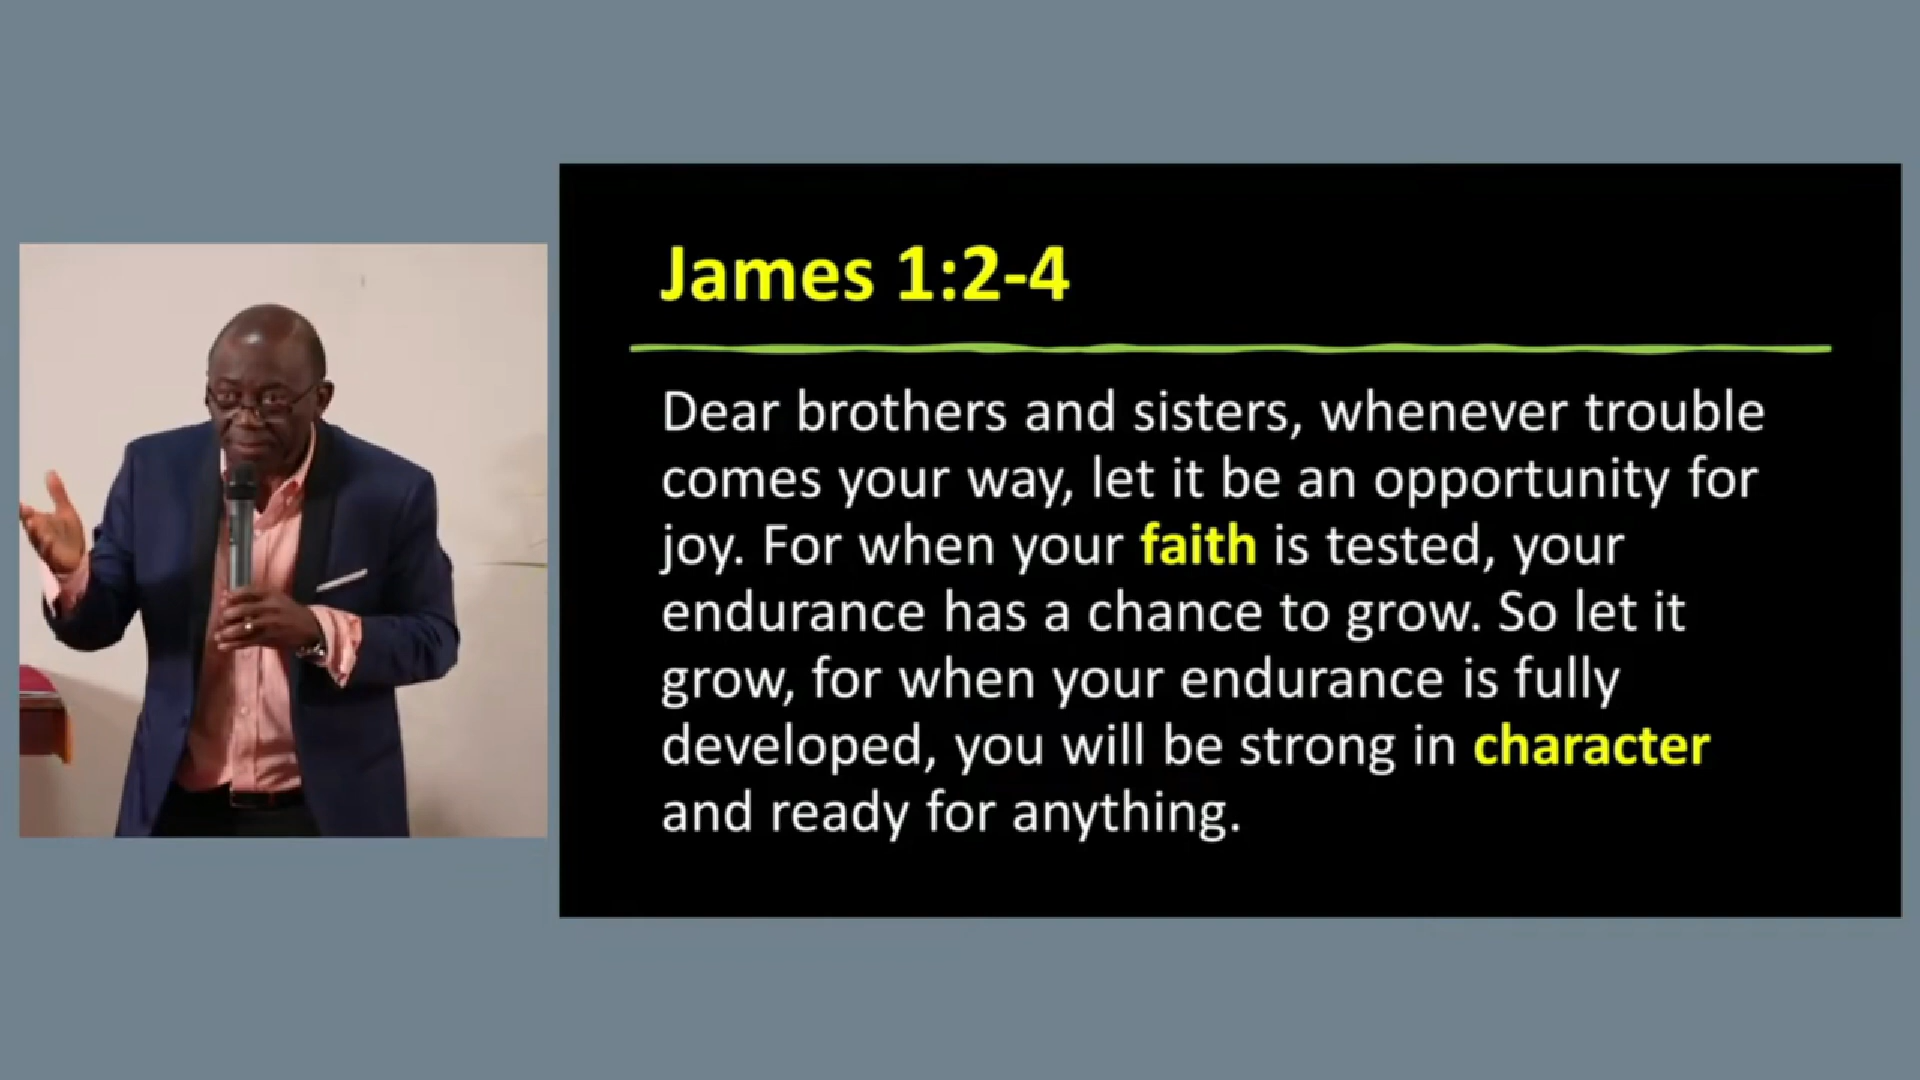 James 1:2-4
Dear brothers and sisters, whenever trouble
comes your way, let it be an opportunity for
joy. For when your faith is tested, your
endurance has a chance to grow. So let it
grow, for when your endurance is fully
developed, you will be strong in character
and ready for anything.